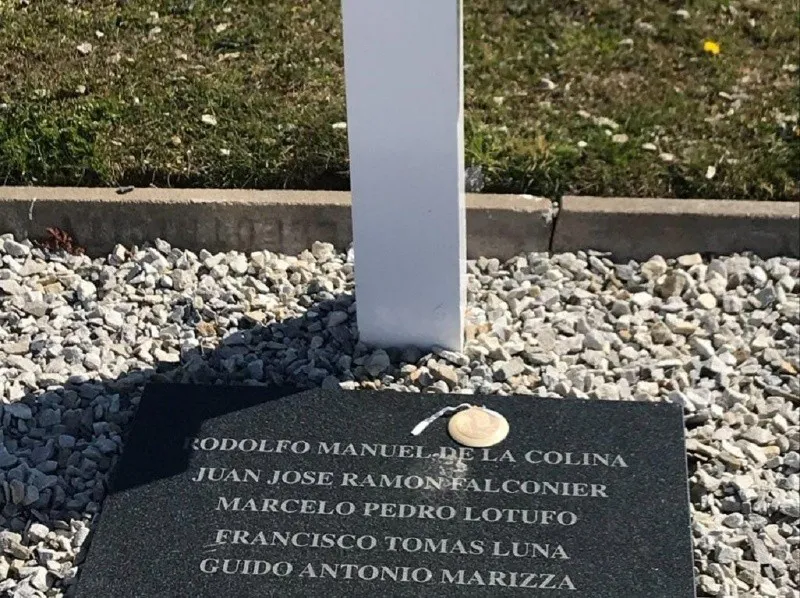 RODOLFO MANUEL DE LA COLINA
JUAN JOSE RAMON FALCONIER
MARCELO PEDRO LOTUFO
FRANCISCO TOMAS LUNA
GUIDO ANTONIO MARIZZA